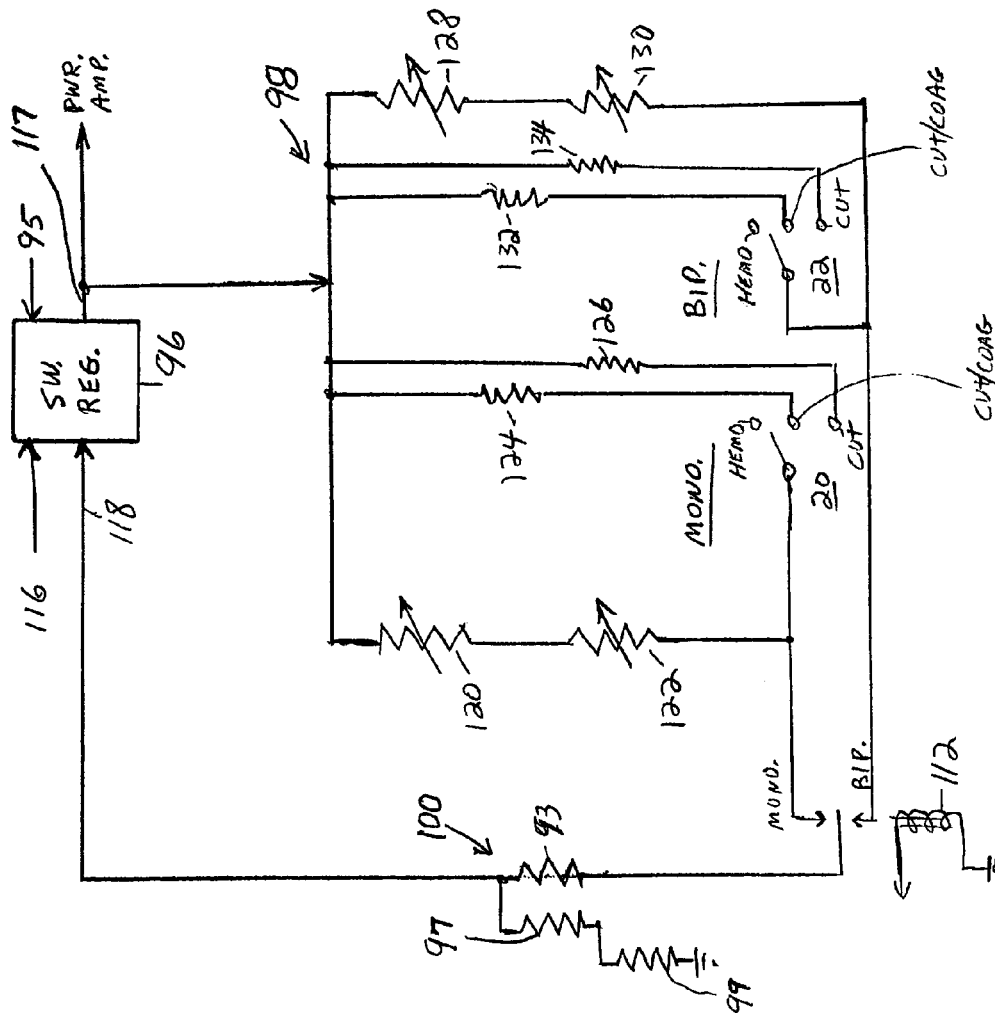 116
118
SW.
REG.
96
95
117
PWR.
AMP.
98
100
93
97
99
120
122
124
126
132
134
128
130
MONO.
HEMO.
20
CUT
CUT/COAG
BIP.
HEMO
22
CUT
CUT/COAG
MONO.
BIP.
112